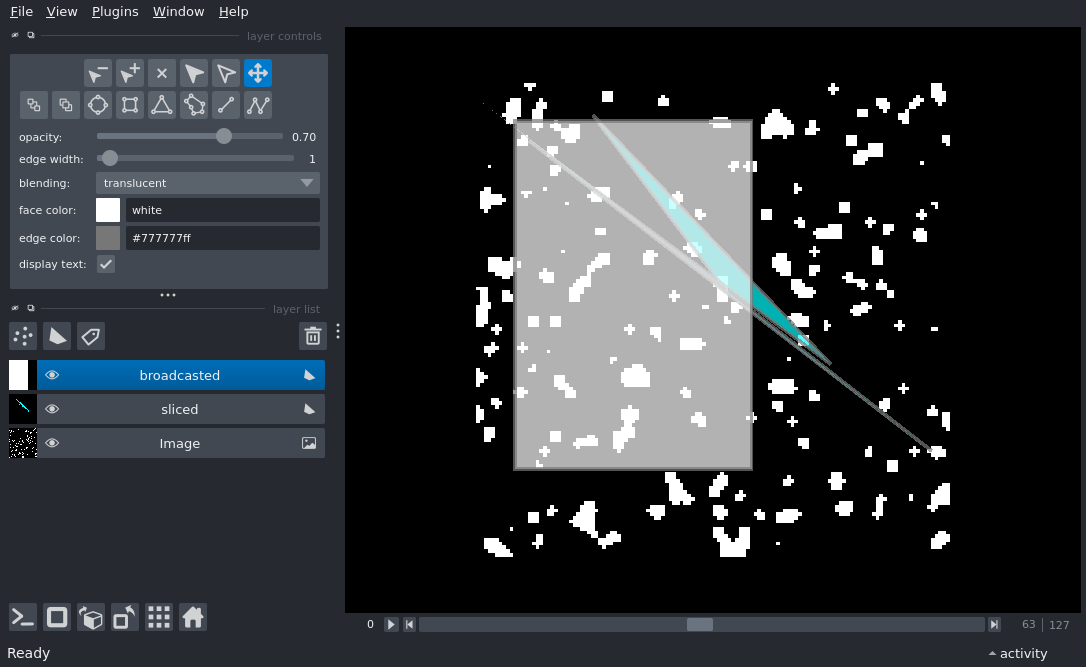 File View Plugins Window Help
layer controls
opacity: 0.70
edge width: 1
blending: translucent
face color: white
edge color: #777777ff
display text:
layer list
broadcasted
sliced
Image
0 63 127
Ready activity